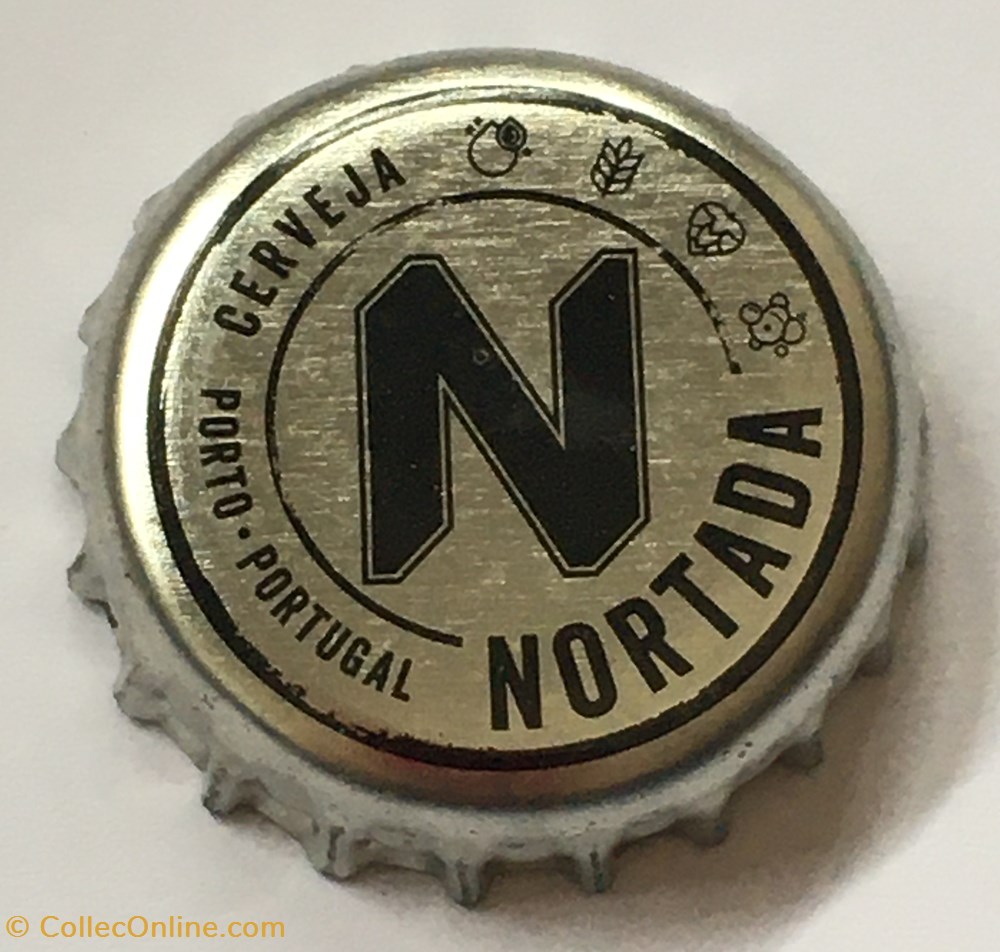 CERVEJA
N
NORTADA
PORTO · PORTUGAL
© CollecOnline.com